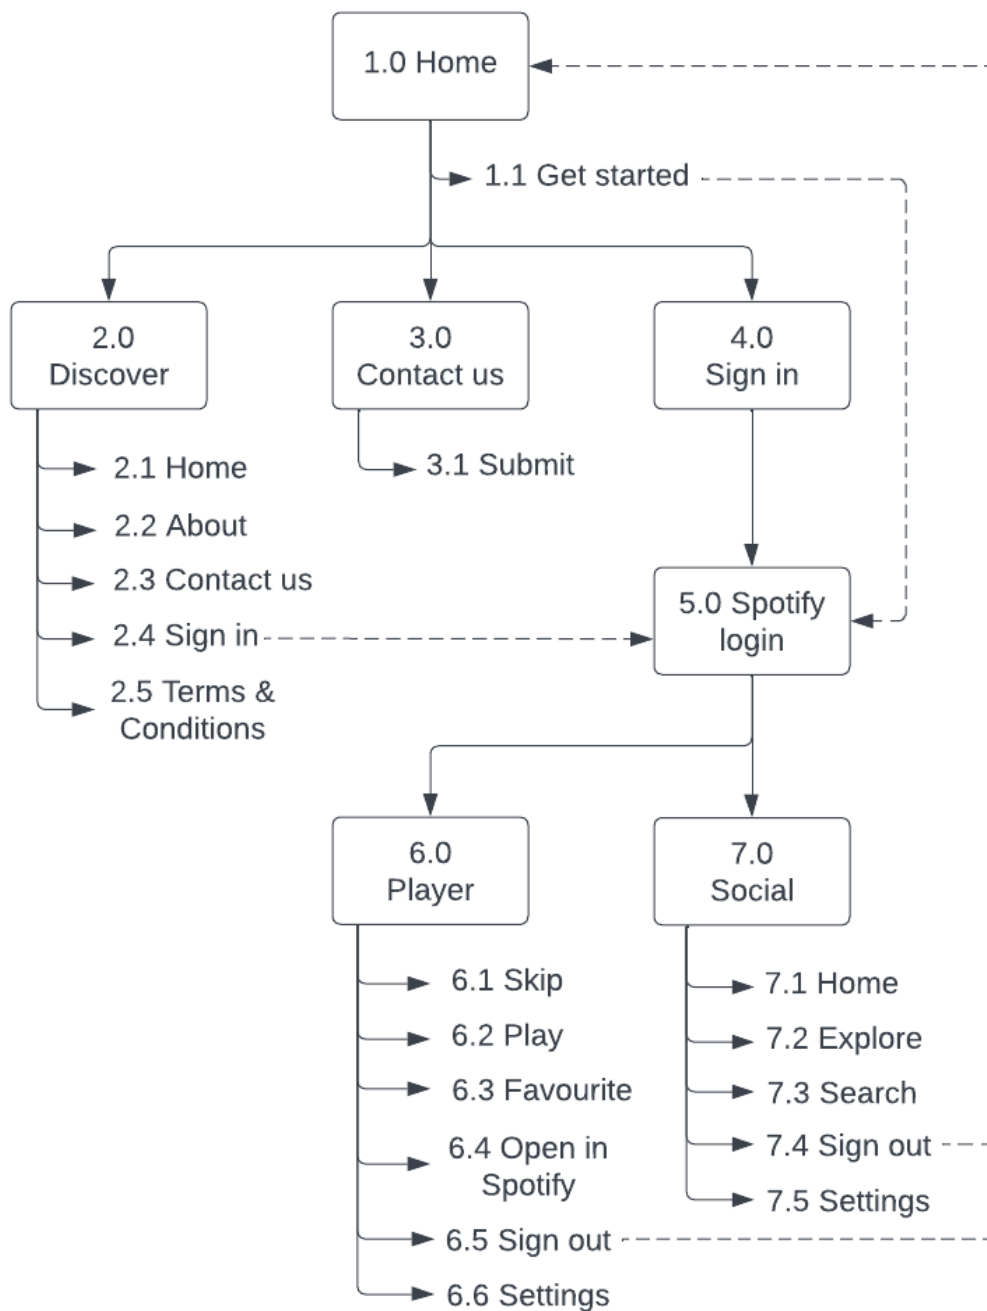 1.0 Home
1.1 Get started
2.0
Discover
3.0
Contact us
4.0
Sign in
2.1 Home
2.2 About
2.3 Contact us
2.4 Sign in
2.5 Terms &
Conditions
3.1 Submit
5.0 Spotify
login
6.0
Player
7.0
Social
6.1 Skip
6.2 Play
6.3 Favourite
6.4 Open in
Spotify
6.5 Sign out
6.6 Settings
7.1 Home
7.2 Explore
7.3 Search
7.4 Sign out
7.5 Settings